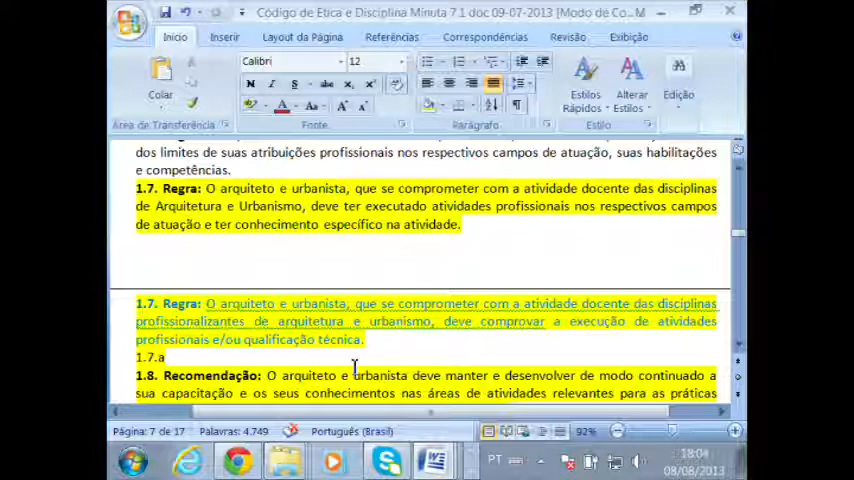 Código de Ética e Disciplina Minuta 7.1 doc 09-07-2013 [Modo de Co... M
Início Inserir Layout da Página Referências Correspondências Revisão Exibição
Calibri 12
Colar
N I S abe x₂ x²
A Aa A A
Estilos Rápidos
Alterar Estilos
Edição
Área de Transferência Fonte Parágrafo Estilo
dos limites de suas atribuições profissionais nos respectivos campos de atuação, suas habilitações
e competências.
1.7. Regra: O arquiteto e urbanista, que se comprometer com a atividade docente das disciplinas
de Arquitetura e Urbanismo, deve ter executado atividades profissionais nos respectivos campos
de atuação e ter conhecimento específico na atividade.
1.7. Regra: O arquiteto e urbanista, que se comprometer com a atividade docente das disciplinas
profissionalizantes de arquitetura e urbanismo, deve comprovar a execução de atividades
profissionais e/ou qualificação técnica.
1.7.a
1.8. Recomendação: O arquiteto e urbanista deve manter e desenvolver de modo continuado a
sua capacitação e os seus conhecimentos nas áreas de atividades relevantes para as práticas
Página: 7 de 17 Palavras: 4.749 Português (Brasil) 92%
PT 18:04
08/08/2013